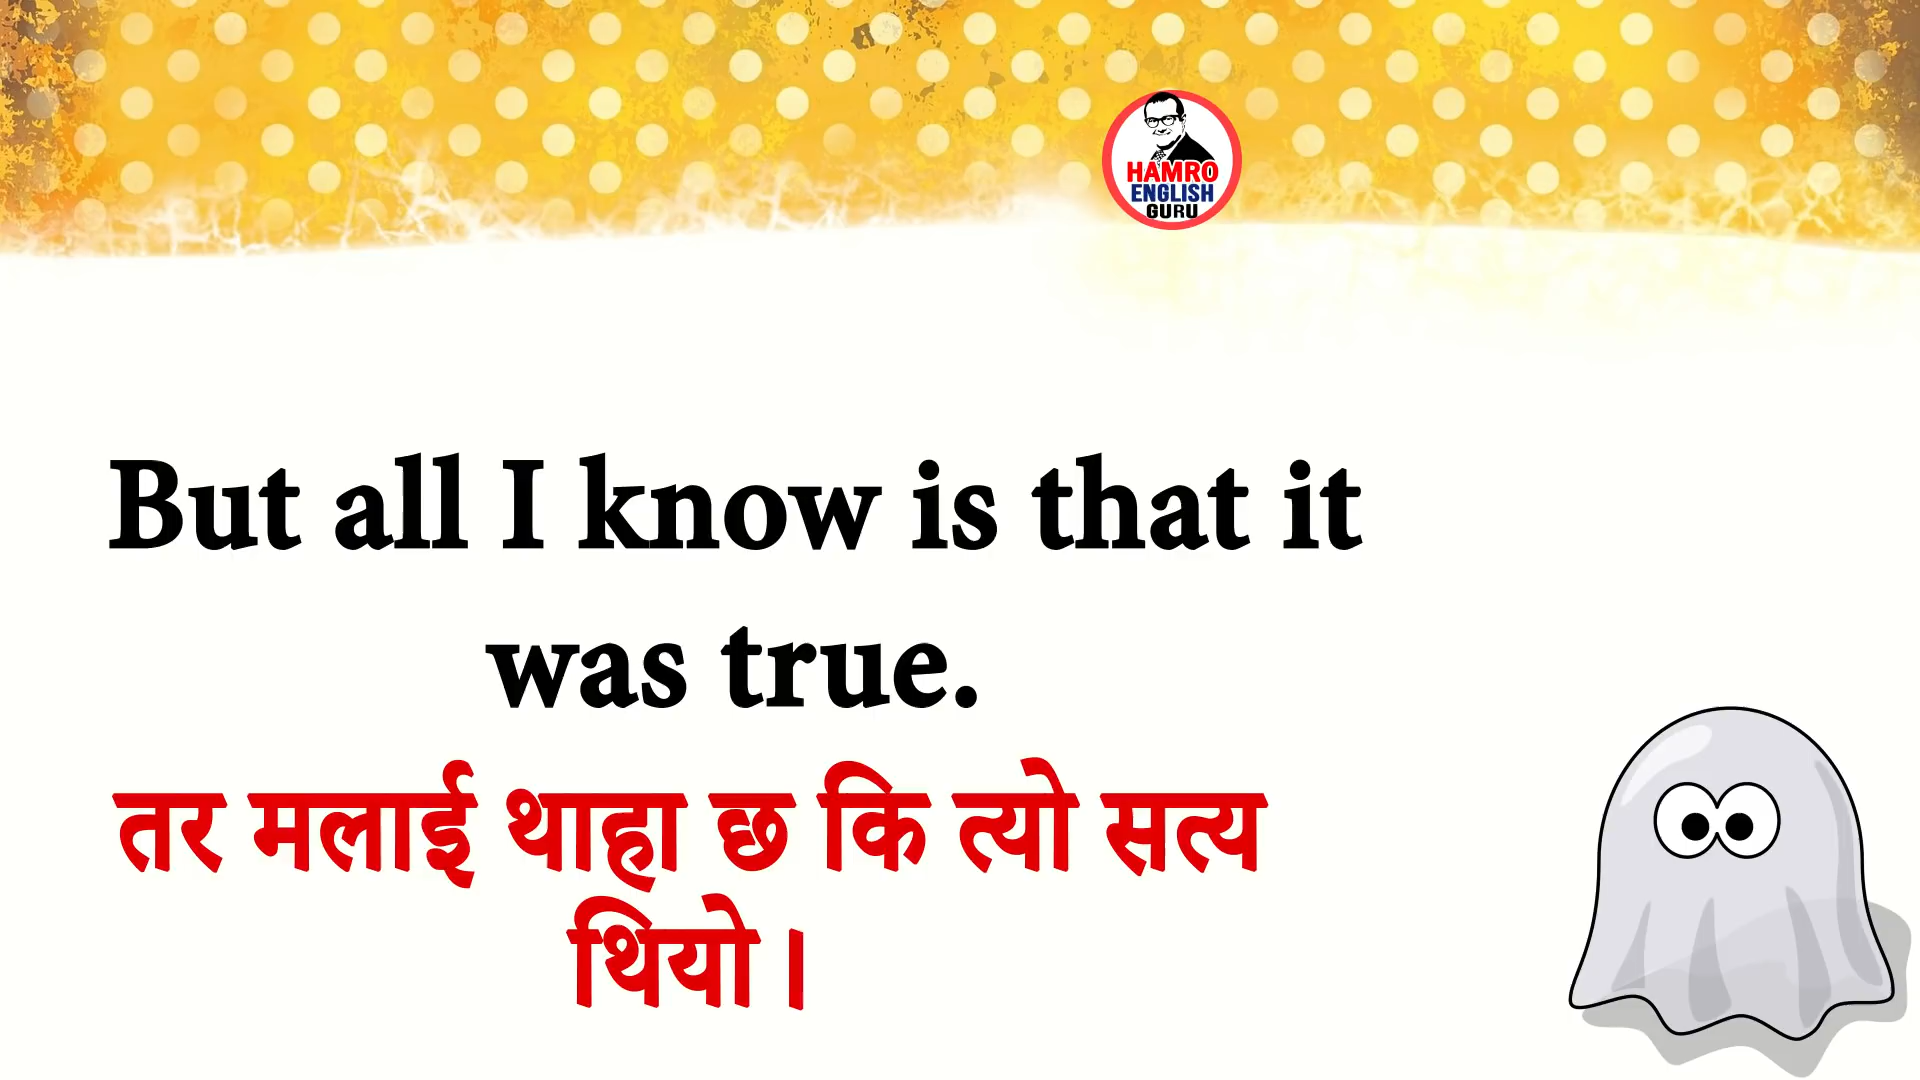 HAMRO
ENGLISH
GURU
But all I know is that it
was true.
तर मलाई थाहा छ कि त्यो सत्य
थियो।